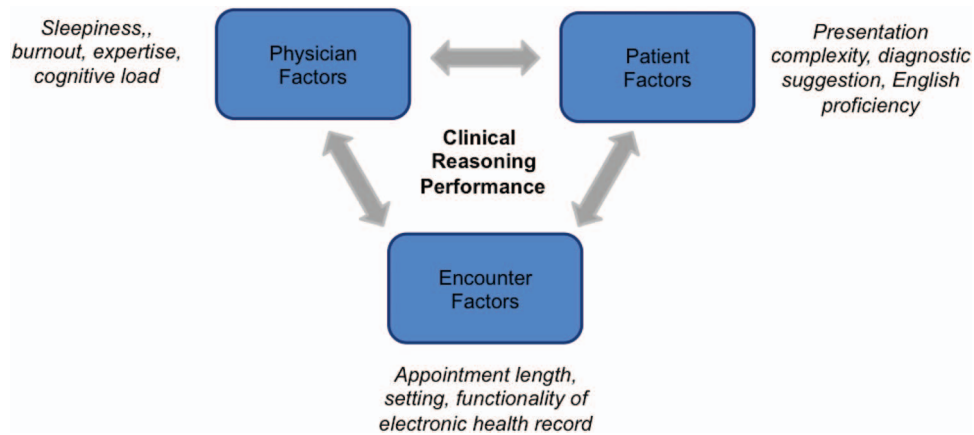 Sleepiness,,
burnout, expertise,
cognitive load
Physician
Factors
Patient
Factors
Presentation
complexity, diagnostic
suggestion, English
proficiency
Clinical
Reasoning
Performance
Encounter
Factors
Appointment length,
setting, functionality of
electronic health record